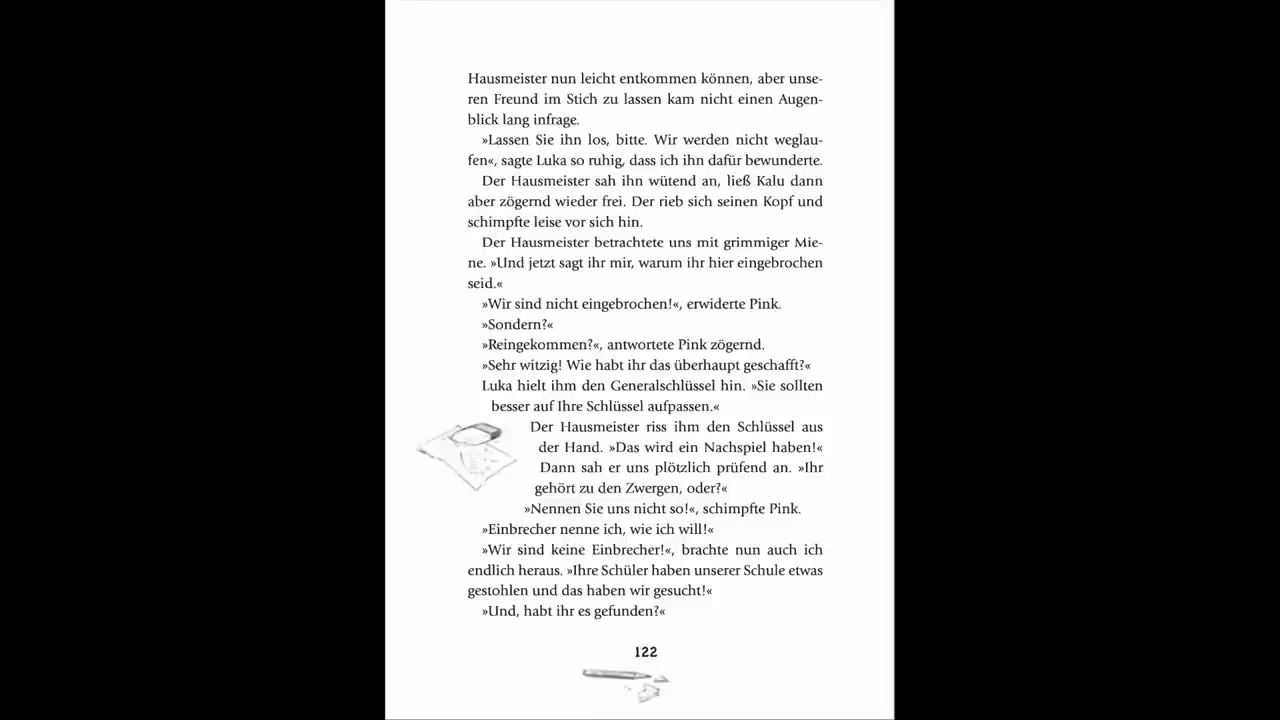 Hausmeister nun leicht entkommen können, aber unse-
ren Freund im Stich zu lassen kam nicht einen Augen-
blick lang infrage.
»Lassen Sie ihn los, bitte. Wir werden nicht weglau-
fen«, sagte Luka so ruhig, dass ich ihn dafür bewunderte.
Der Hausmeister sah ihn wütend an, ließ Kalu dann
aber zögernd wieder frei. Der rieb sich seinen Kopf und
schimpfte leise vor sich hin.
Der Hausmeister betrachtete uns mit grimmiger Mie-
ne. »Und jetzt sagt ihr mir, warum ihr hier eingebrochen
seid.«
»Wir sind nicht eingebrochen!«, erwiderte Pink.
»Sondern?«
»Reingekommen?«, antwortete Pink zögernd.
»Sehr witzig! Wie habt ihr das überhaupt geschafft?«
Luka hielt ihm den Generalschlüssel hin. »Sie sollten
besser auf Ihre Schlüssel aufpassen.«
Der Hausmeister riss ihm den Schlüssel aus
der Hand. »Das wird ein Nachspiel haben!«
Dann sah er uns plötzlich prüfend an. »Ihr
gehört zu den Zwergen, oder?«
»Nennen Sie uns nicht so!«, schimpfte Pink.
»Einbrecher nenne ich, wie ich will!«
»Wir sind keine Einbrecher!«, brachte nun auch ich
endlich heraus. »Ihre Schüler haben unserer Schule etwas
gestohlen und das haben wir gesucht!«
»Und, habt ihr es gefunden?«
122